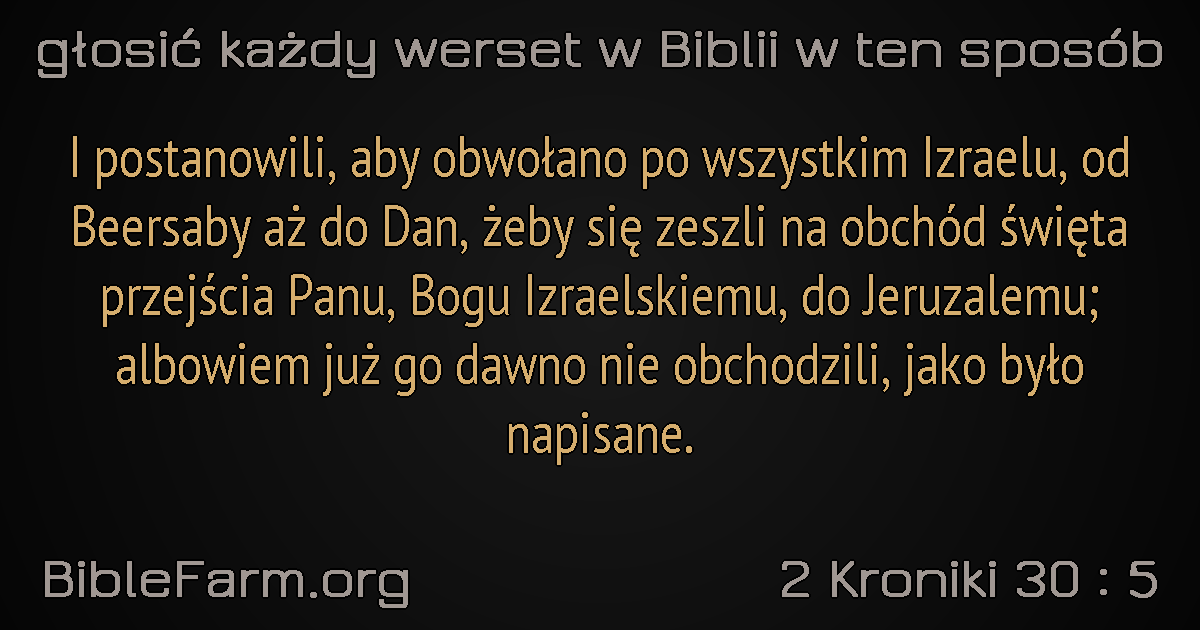 głosić każdy werset w Biblii w ten sposób
I postanowili, aby obwołano po wszystkim Izraelu, od
Beersaby aż do Dan, żeby się zeszli na obchód święta
przejścia Panu, Bogu Izraelskiemu, do Jeruzalemu;
albowiem już go dawno nie obchodzili, jako było
napisane.
BibleFarm.org
2 Kroniki 30 : 5